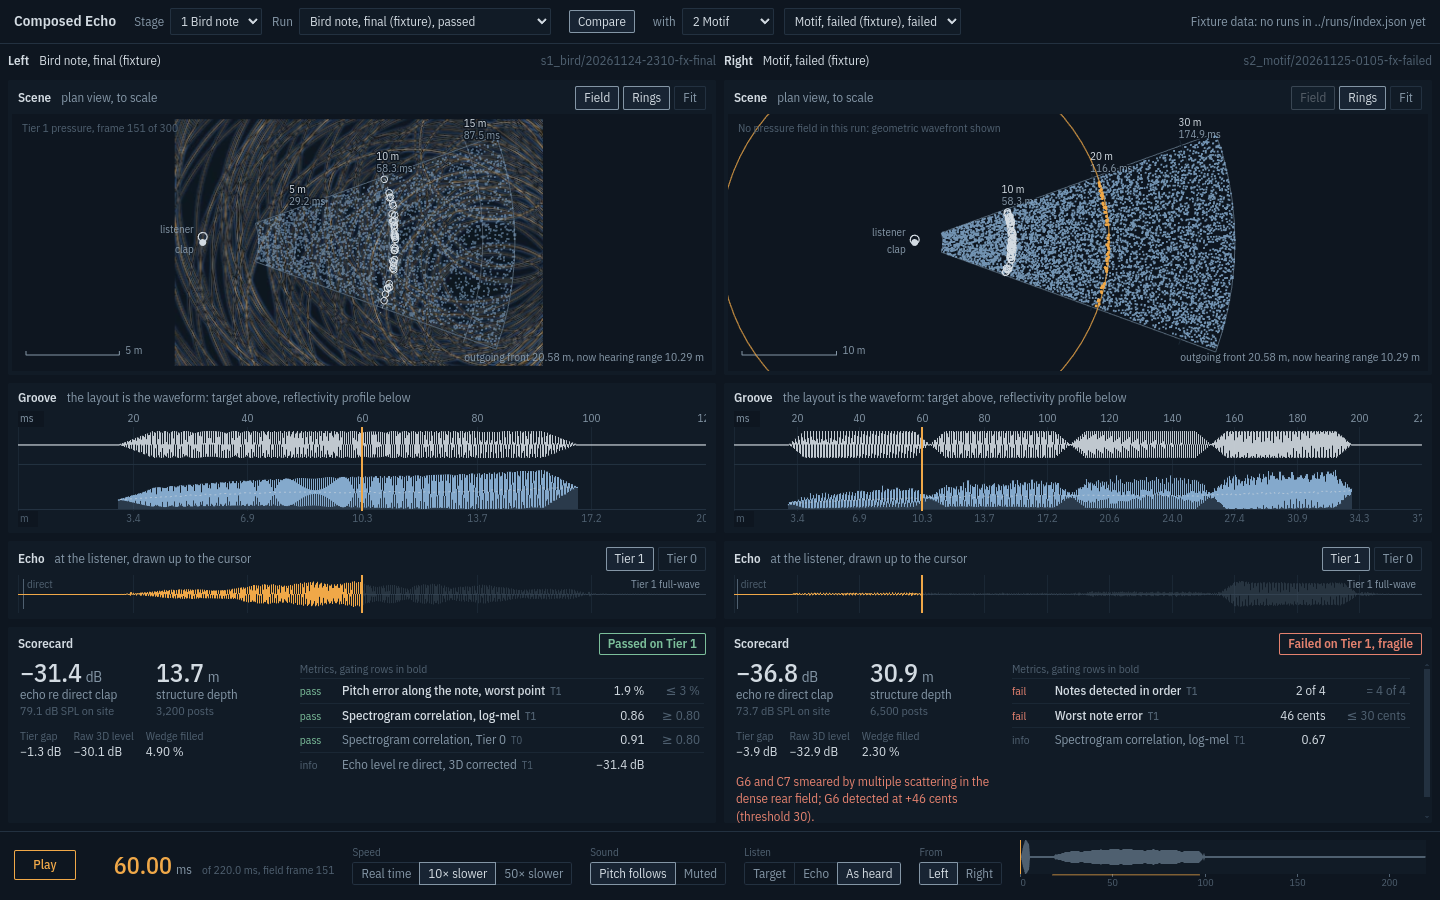 Composed Echo Stage 1 Bird note Run Bird note, final (fixture), passed Compare with 2 Motif Motif, failed (fixture), failed Fixture data: no runs in ../runs/index.json yet
Left Bird note, final (fixture) s1_bird/20261124-2310-fx-final
Scene plan view, to scale Field Rings Fit
Tier 1 pressure, frame 151 of 300
15 m
87.5 ms
10 m
58.3 ms
5 m
29.2 ms
listener
clap
5 m
outgoing front 20.58 m, now hearing range 10.29 m
Groove the layout is the waveform: target above, reflectivity profile below
ms 20 40 60 80 100
m 3.4 6.9 10.3 13.7 17.2
Echo at the listener, drawn up to the cursor Tier 1 Tier 0
direct Tier 1 full-wave
Scorecard Passed on Tier 1
−31.4 dB 13.7 m
echo re direct clap structure depth
79.1 dB SPL on site 3,200 posts
Tier gap Raw 3D level Wedge filled
−1.3 dB −30.1 dB 4.90 %
Metrics, gating rows in bold
pass Pitch error along the note, worst point T1 1.9 % ≤ 3 %
pass Spectrogram correlation, log-mel T1 0.86 ≥ 0.80
pass Spectrogram correlation, Tier 0 T0 0.91 ≥ 0.80
info Echo level re direct, 3D corrected T1 −31.4 dB
Right Motif, failed (fixture) s2_motif/20261125-0105-fx-failed
Scene plan view, to scale Field Rings Fit
No pressure field in this run: geometric wavefront shown
30 m
174.9 ms
20 m
116.6 ms
10 m
58.3 ms
listener
clap
10 m
outgoing front 20.58 m, now hearing range 10.29 m
Groove the layout is the waveform: target above, reflectivity profile below
ms 20 40 60 80 100 120 140 160 180 200
m 3.4 6.9 10.3 13.7 17.2 20.6 24.0 27.4 30.9 34.3
Echo at the listener, drawn up to the cursor Tier 1 Tier 0
direct Tier 1 full-wave
Scorecard Failed on Tier 1, fragile
−36.8 dB 30.9 m
echo re direct clap structure depth
73.7 dB SPL on site 6,500 posts
Tier gap Raw 3D level Wedge filled
−3.9 dB −32.9 dB 2.30 %
G6 and C7 smeared by multiple scattering in the
dense rear field; G6 detected at +46 cents
(threshold 30).
Metrics, gating rows in bold
fail Notes detected in order T1 2 of 4 = 4 of 4
fail Worst note error T1 46 cents ≤ 30 cents
info Spectrogram correlation, log-mel T1 0.67
Play 60.00 ms of 220.0 ms, field frame 151
Speed
Real time 10× slower 50× slower
Sound
Pitch follows Muted
Listen
Target Echo As heard
From
Left Right
0 50 100 150 200